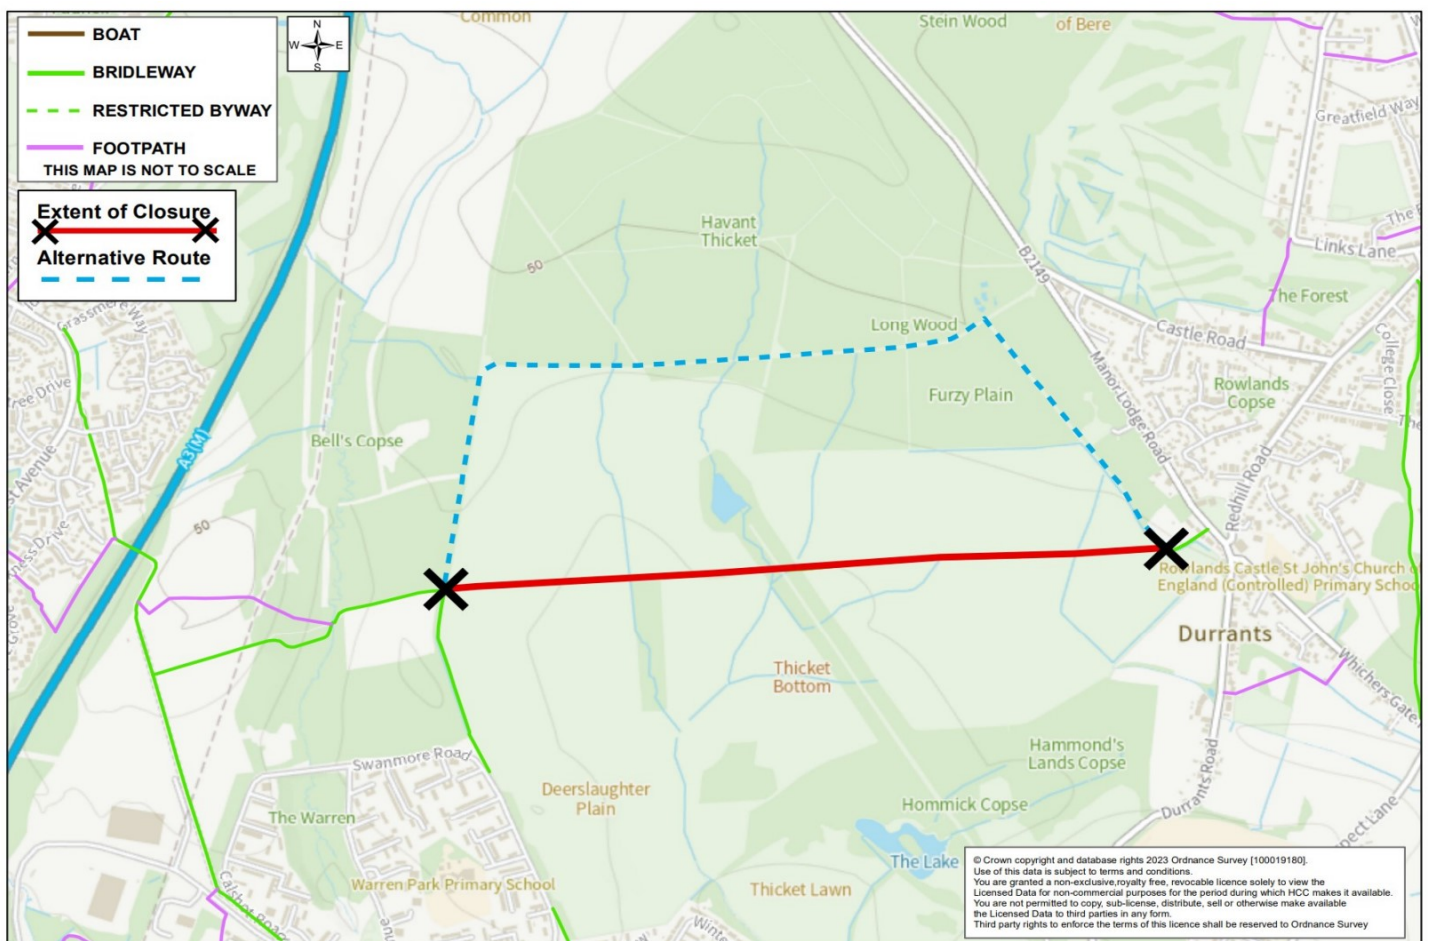 BOAT
BRIDLEWAY
RESTRICTED BYWAY
FOOTPATH
THIS MAP IS NOT TO SCALE
N
W E
S
Extent of Closure
Alternative Route
Common
Stein Wood
of Bere
Greatfield Way
Havant
Thicket
50
B2149
Links Lane
The Forest
Grassmere Way
Long Wood
Castle Road
College Close
Manor Lodge Road
Rowlands
Copse
Furzy Plain
Bell's Copse
A3(M)
Redhill Road
50
Rowlands Castle St John's Church o
England (Controlled) Primary Schoo
Durrants
Thicket
Bottom
Whichers Gate
Swanmore Road
Hammond's
Lands Copse
Deerslaughter
Plain
Durrants Road
Hommick Copse
The Warren
The Lake
Warren Park Primary School
Thicket Lawn
Calshot Road
© Crown copyright and database rights 2023 Ordnance Survey [100019180].
Use of this data is subject to terms and conditions.
You are granted a non-exclusive,royalty free, revocable licence solely to view the
Licensed Data for non-commercial purposes for the period during which HCC makes it available.
You are not permitted to copy, sub-license, distribute, sell or otherwise make available
the Licensed Data to third parties in any form.
Third party rights to enforce the terms of this licence shall be reserved to Ordnance Survey